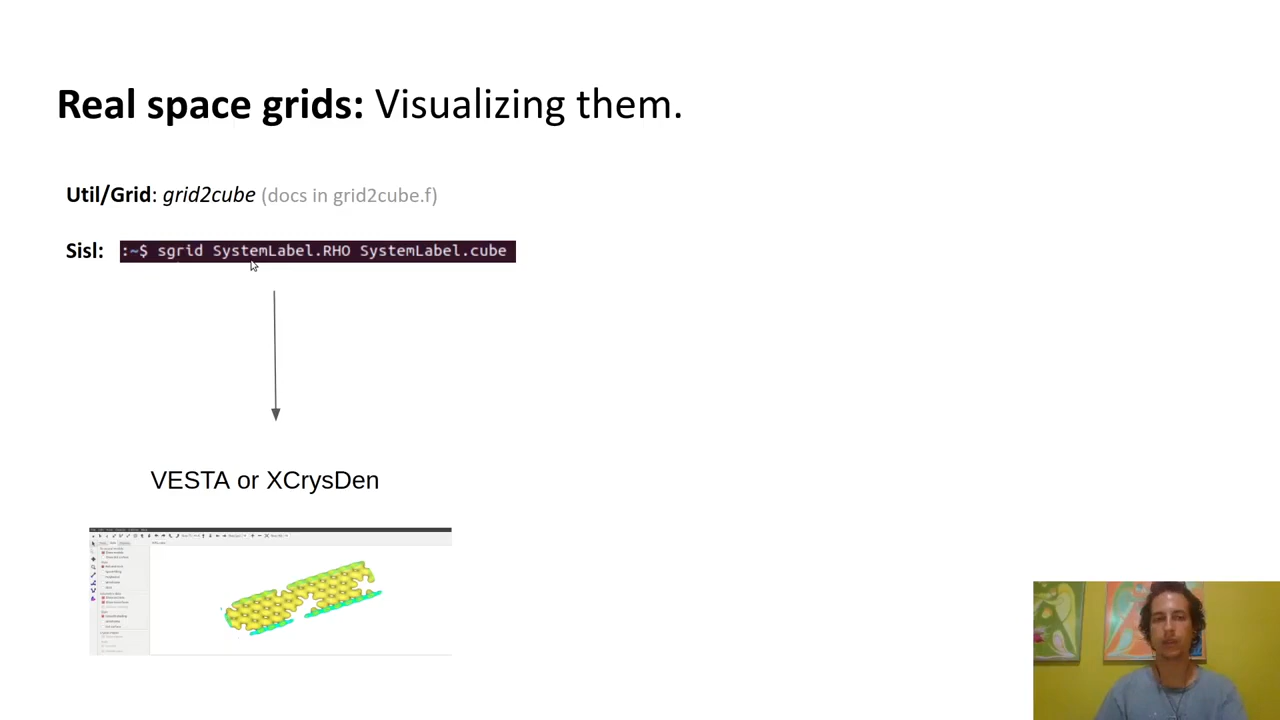 Real space grids: Visualizing them.
Util/Grid: grid2cube (docs in grid2cube.f)
Sisl: :~$ sgrid SystemLabel.RHO SystemLabel.cube
VESTA or XCrysDen